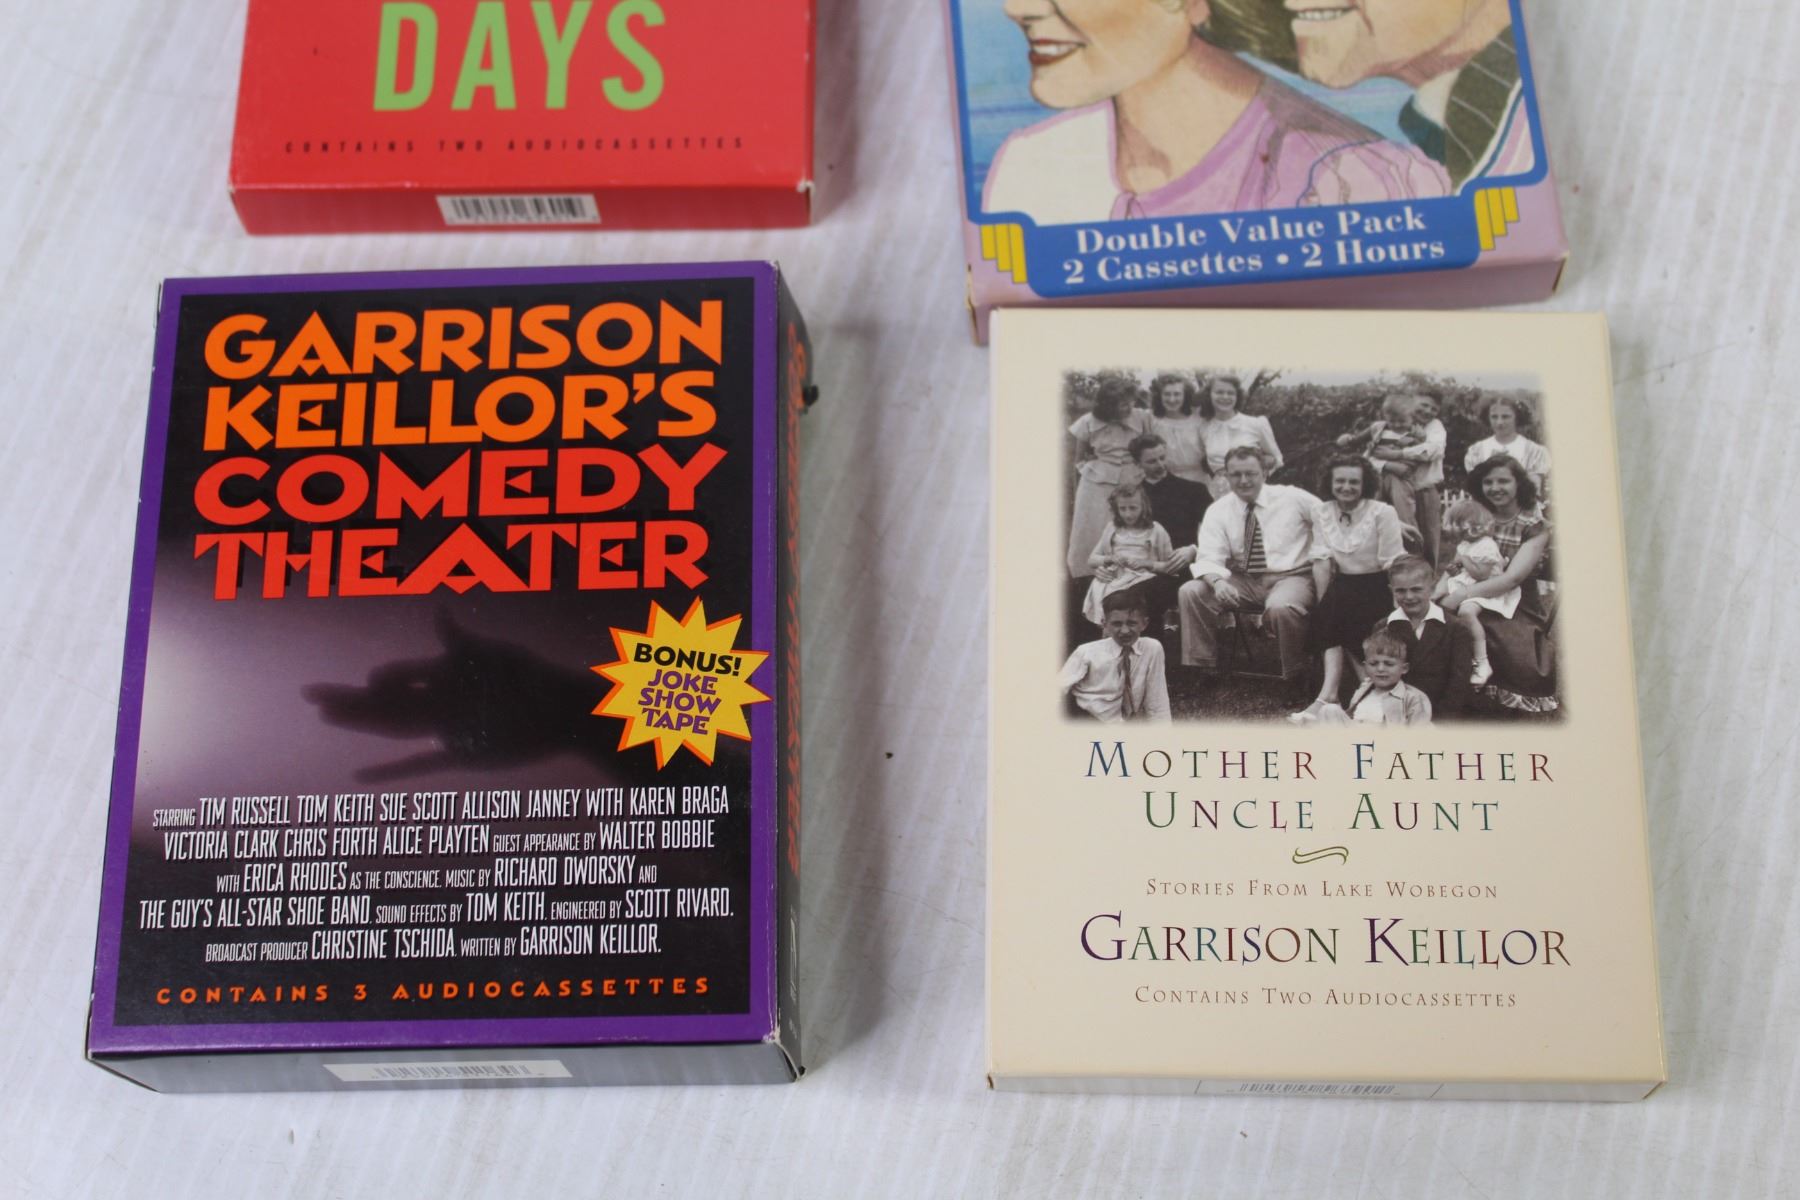 DAYS
CONTAINS TWO AUDIOCASSETTES
Double Value Pack
2 Cassettes • 2 Hours
GARRISON
KEILLOR'S
COMEDY
THEATER
BONUS!
JOKE
SHOW
TAPE
STARRING TIM RUSSELL TOM KEITH SUE SCOTT ALLISON JANNEY WITH KAREN BRAGA
VICTORIA CLARK CHRIS FORTH ALICE PLAYTEN GUEST APPEARANCE BY WALTER BOBBIE
WITH ERICA RHODES AS THE CONSCIENCE. MUSIC BY RICHARD DWORSKY AND
THE GUY'S ALL-STAR SHOE BAND. SOUND EFFECTS BY TOM KEITH. ENGINEERED BY SCOTT RIVARD.
BROADCAST PRODUCER CHRISTINE TSCHIDA. WRITTEN BY GARRISON KEILLOR.
CONTAINS 3 AUDIOCASSETTES
MOTHER FATHER
UNCLE AUNT
STORIES FROM LAKE WOBEGON
GARRISON KEILLOR
CONTAINS TWO AUDIOCASSETTES